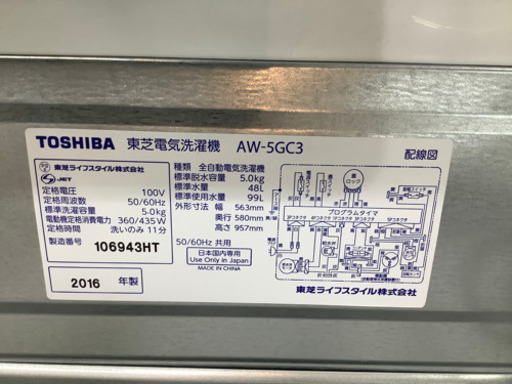 TOSHIBA 東芝電気洗濯機 AW-5GC3
配線図
東芝ライフスタイル株式会社
JET
定格電圧 100V
定格周波数 50/60Hz
標準洗濯容量 5.0kg
電動機定格消費電力 360/435W
定格時間 洗いのみ 11分
製造番号 106943HT
2016 年製
種類 全自動電気洗濯機
標準脱水容量 5.0kg
標準水量 48L
標準使用水量 99L
外形寸法 幅 563mm
奥行 580mm
高さ 957mm
50/60Hz 共用
日本国内専用
Use Only in Japan
MADE IN CHINA
プログラムタイマ
東芝ライフスタイル株式会社